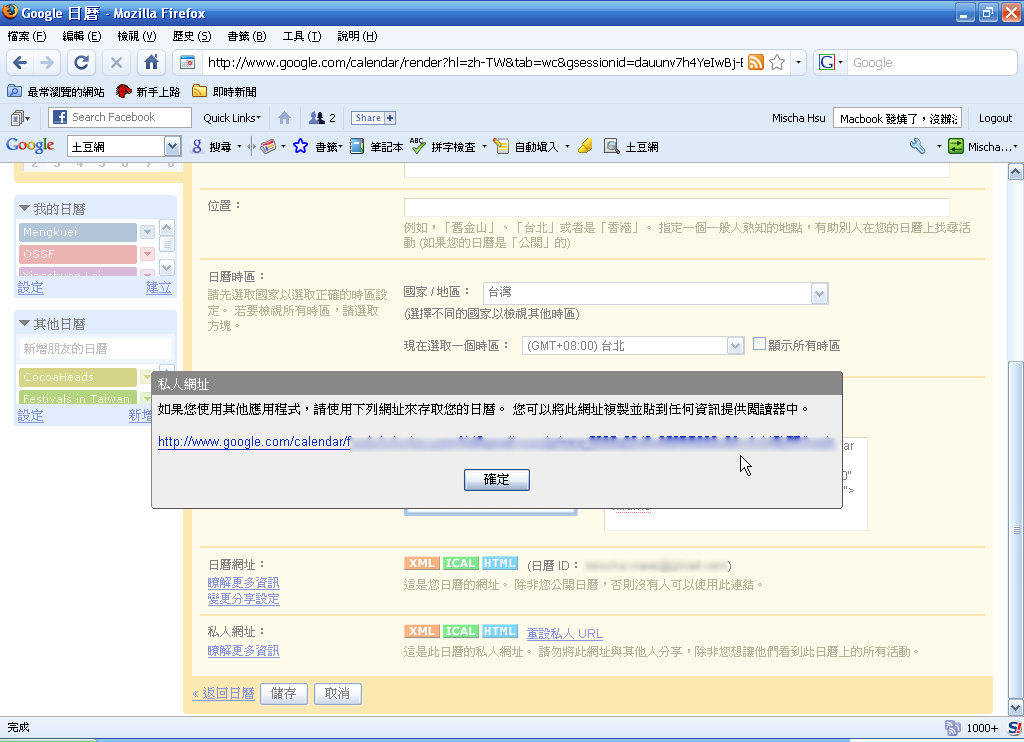 Google 日曆 - Mozilla Firefox
檔案 (F) 編輯 (E) 檢視 (V) 歷史 (S) 書籤 (B) 工具 (T) 說明 (H)
http://www.google.com/calendar/render?hl=zh-TW&tab=wc&gsessionid=dauunv7h4YeIwBj-f
G Google
最常瀏覽的網站 新手上路 即時新聞
Search Facebook Quick Links 2 Share + Mischa Hsu Macbook 發燒了，沒辦法 Logout
Google 土豆網 搜尋 書籤 筆記本 拼字檢查 自動填入 土豆網 Mischa...
2 3 4 5 6 7 8
我的日曆
Mengkuei
OSSF
Yingchuan Lai
設定 建立
其他日曆
新增朋友的日曆
CocoaHeads
Festivals in Taiwan
設定 新增
位置：
例如，「舊金山」、「台北」或者是「香港」。 指定一個一般人熟知的地點，有助別人在您的日曆上找尋活
動 (如果您的日曆是「公開」的)
日曆時區：
請先選取國家以選取正確的時區設
定。 若要檢視所有時區，請選取
方塊。
國家 / 地區： 台灣
(選擇不同的國家以檢視其他時區)
現在選取一個時區： (GMT+08:00) 台北 顯示所有時區
私人網址
如果您使用其他應用程式，請使用下列網址來存取您的日曆。 您可以將此網址複製並貼到任何資訊提供閱讀器中。
http://www.google.com/calendar/f
確定
ar
0"
">
日曆網址：
瞭解更多資訊
變更分享設定
XML ICAL HTML (日曆 ID： )
這是您日曆的網址。 除非您公開日曆，否則沒有人可以使用此連結。
私人網址：
瞭解更多資訊
XML ICAL HTML 重設私人 URL
這是此日曆的私人網址。 請勿將此網址與其他人分享，除非您想讓他們看到此日曆上的所有活動。
« 返回日曆 儲存 取消
完成 1000+